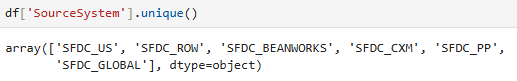 df['SourceSystem'].unique()
array(['SFDC_US', 'SFDC_ROW', 'SFDC_BEANWORKS', 'SFDC_CXM', 'SFDC_PP',
'SFDC_GLOBAL'], dtype=object)